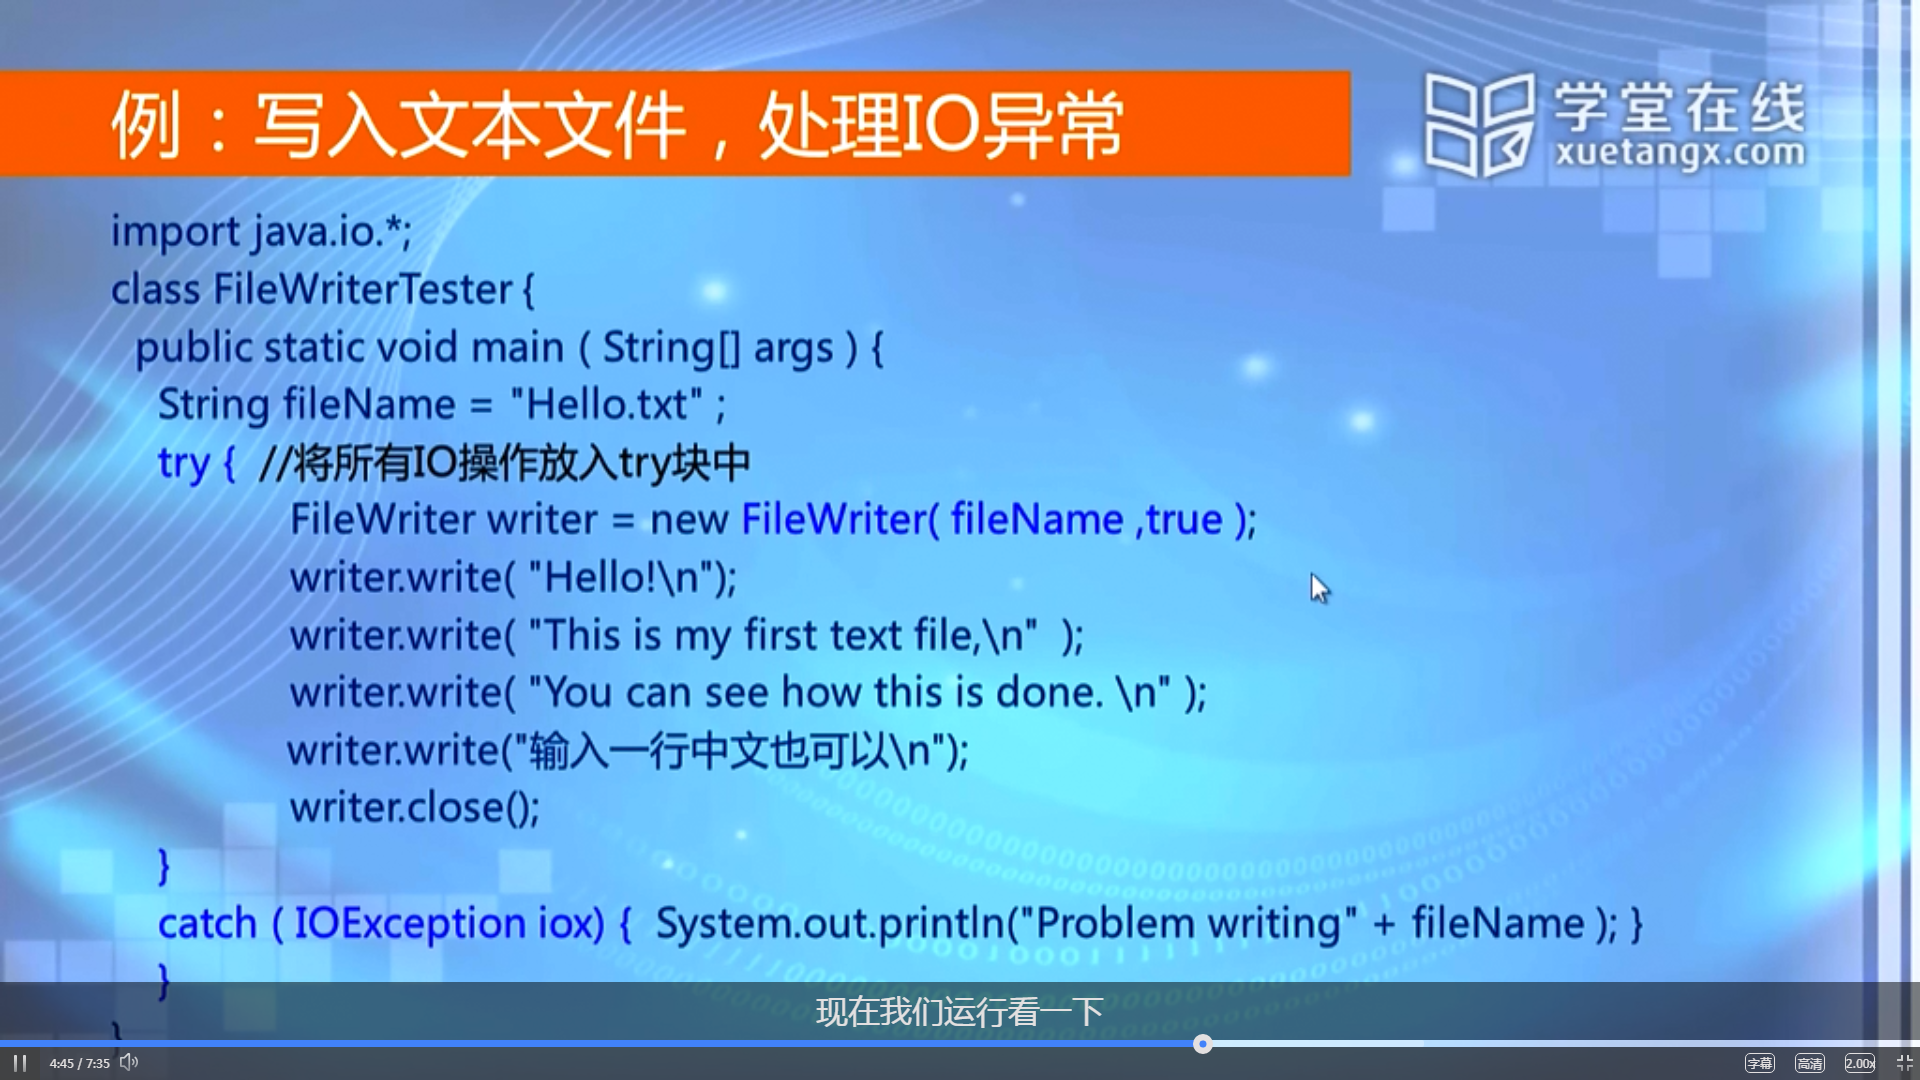 例：写入文本文件，处理IO异常
学堂在线
xuetangx.com
import java.io.*;
class FileWriterTester {
public static void main ( String[] args ) {
String fileName = "Hello.txt" ;
try { //将所有IO操作放入try块中
FileWriter writer = new FileWriter( fileName ,true );
writer.write( "Hello!\n");
writer.write( "This is my first text file,\n" );
writer.write( "You can see how this is done. \n" );
writer.write("输入一行中文也可以\n");
writer.close();
}
catch ( IOException iox) { System.out.println("Problem writing" + fileName ); }
}
}
现在我们运行看一下
4:45 / 7:35
字幕
高清
2.00x